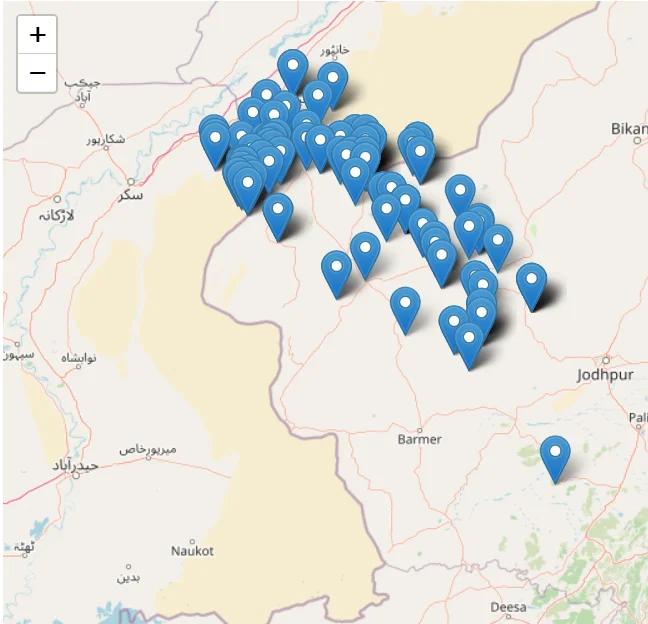 +
−
خانپور
جیکب
آباد
Bikan
شکارپور
سکر
لاڑکانہ
نوابشاہ
سیہون
Jodhpur
Pali
Barmer
میرپورخاص
حیدرآباد
ٹھٹہ
Naukot
بدین
Deesa